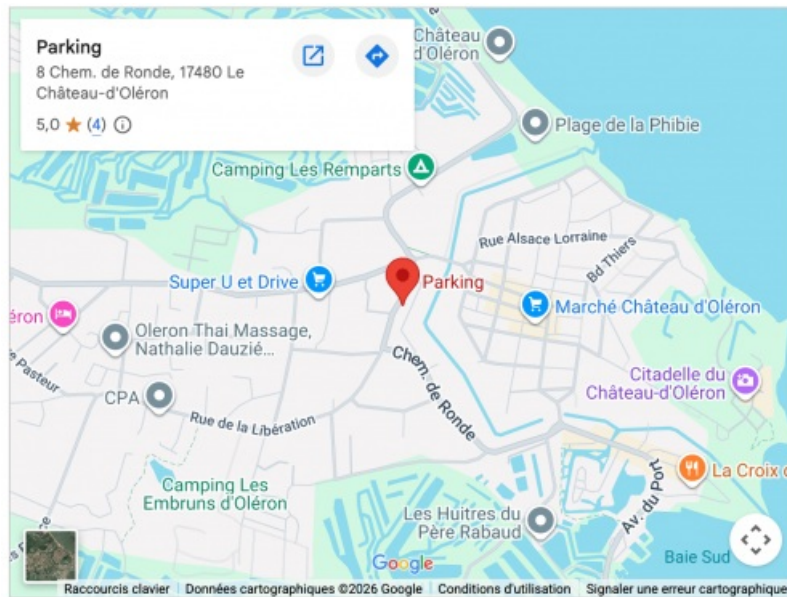 Parking
8 Chem. de Ronde, 17480 Le
Château-d'Oléron
5,0 ★ (4)
Château
d'Oléron
Plage de la Phibie
Camping Les Remparts
Rue Alsace Lorraine
Bd Thiers
Super U et Drive
Parking
Marché Château d'Oléron
éron
Oleron Thai Massage,
Nathalie Dauzié...
Pasteur
CPA
Chem. de Ronde
Citadelle du
Château-d'Oléron
Rue de la Libération
La Croix
Camping Les
Embruns d'Oléron
Av. du Port
Les Huitres du
Père Rabaud
Baie Sud
Google
Raccourcis clavier
Données cartographiques ©2026 Google
Conditions d'utilisation
Signaler une erreur cartographique